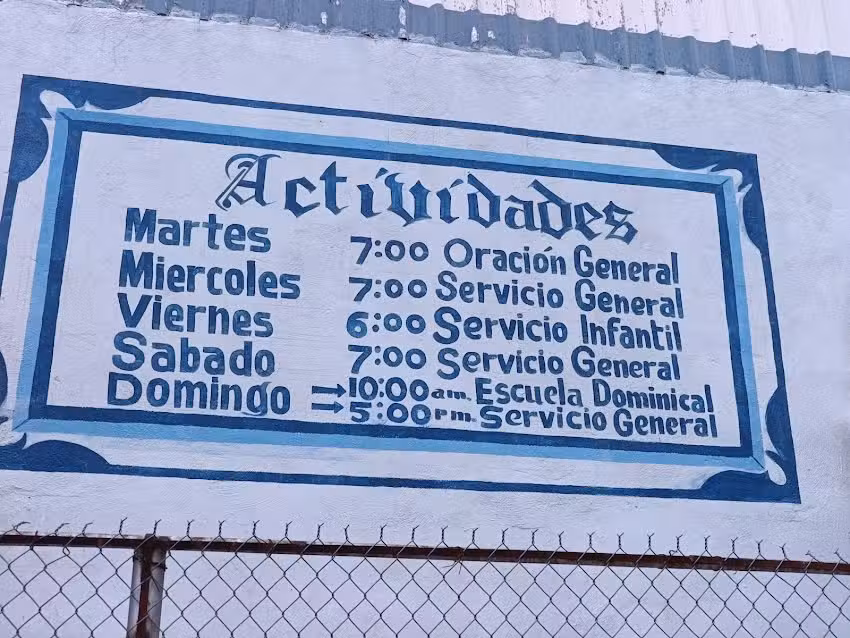 Actividades
Martes 7:00 Oración General
Miercoles 7:00 Servicio General
Viernes 6:00 Servicio Infantil
Sabado 7:00 Servicio General
Domingo →10:00 am. Escuela Dominical
→5:00 pm. Servicio General